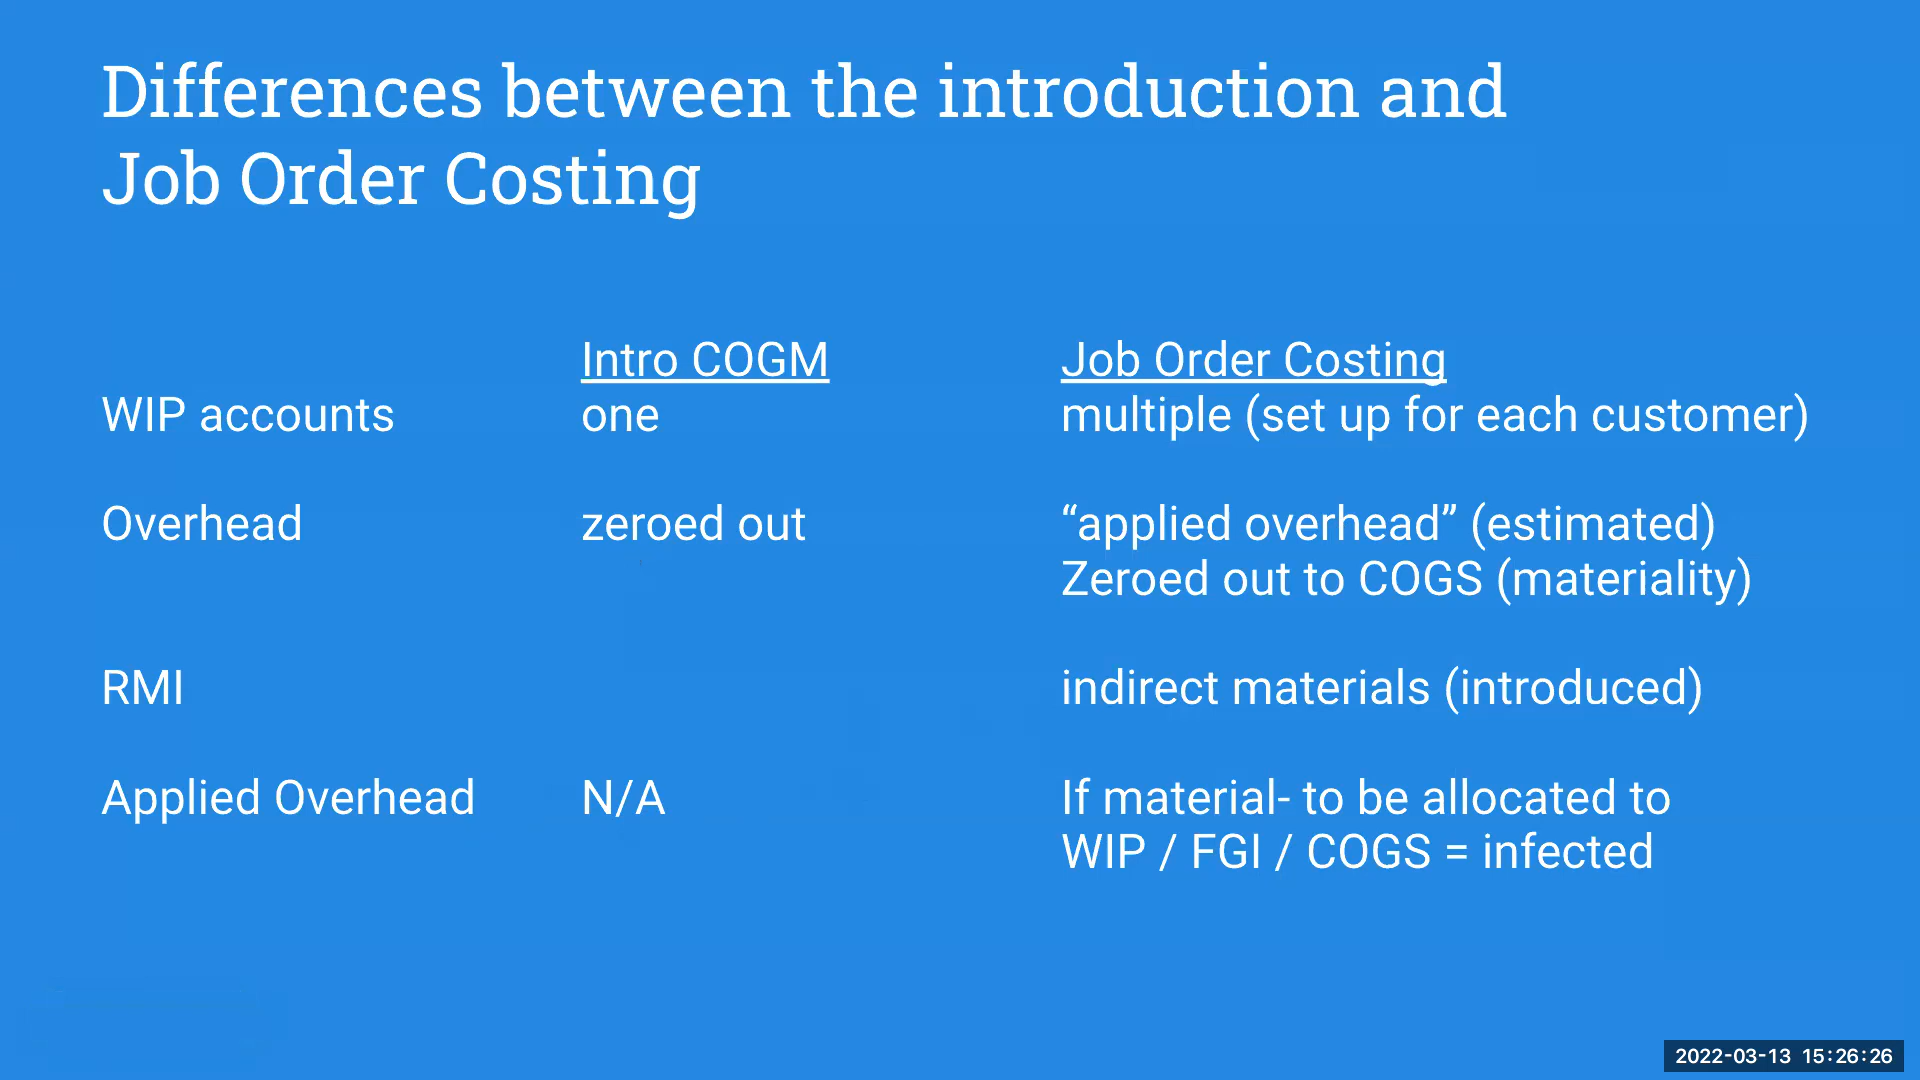 Differences between the introduction and
Job Order Costing
Intro COGM Job Order Costing
WIP accounts one multiple (set up for each customer)
Overhead zeroed out “applied overhead” (estimated)
Zeroed out to COGS (materiality)
RMI indirect materials (introduced)
Applied Overhead N/A If material- to be allocated to
WIP / FGI / COGS = infected
2022-03-13 15:26:26